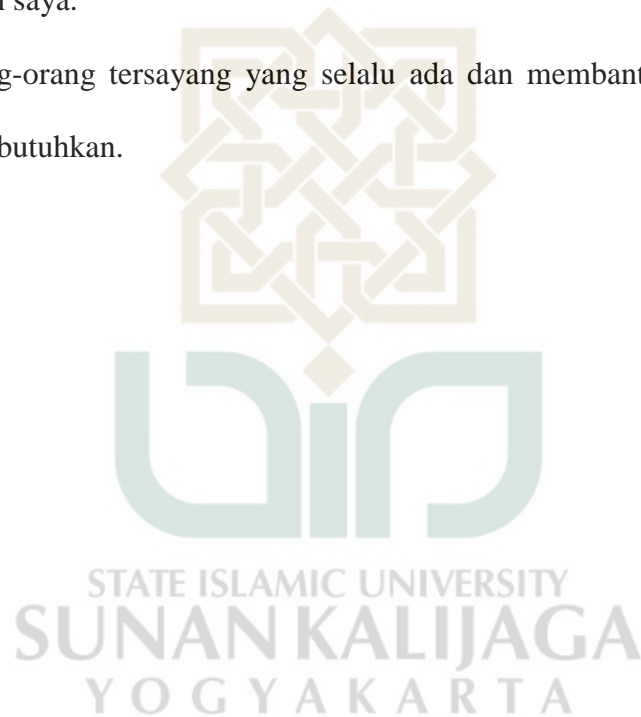 saya.
g-orang tersayang yang selalu ada dan membant
butuhkan.
STATE ISLAMIC UNIVERSITY
SUNAN KALIJAGA
YOGYAKARTA